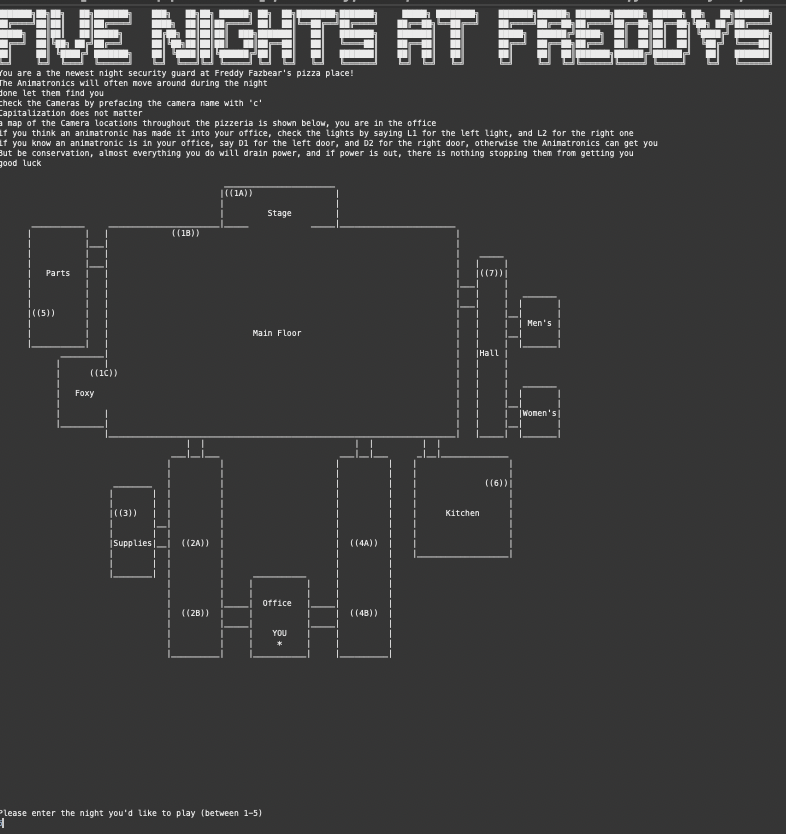 FIVE NIGHTS AT FREDDYS
You are a the newest night security guard at Freddy Fazbear's pizza place!
The Animatronics will often move around during the night
done let them find you
check the Cameras by prefacing the camera name with 'c'
Capitalization does not matter
a map of the Camera locations throughout the pizzeria is shown below, you are in the office
if you think an animatronic has made it into your office, check the lights by saying L1 for the left light, and L2 for the right one
if you know an animatronic is in your office, say D1 for the left door, and D2 for the right door, otherwise the Animatronics can get you
But be conservation, almost everything you do will drain power, and if power is out, there is nothing stopping them from getting you
good luck
((1A))
Stage
((1B))
Parts
((7))
((5))
Men's
Main Floor
Hall
((1C))
Foxy
Women's
((6))
((3))
Kitchen
Supplies
((2A))
((4A))
Office
((2B))
((4B))
YOU
*
Please enter the night you'd like to play (between 1-5)